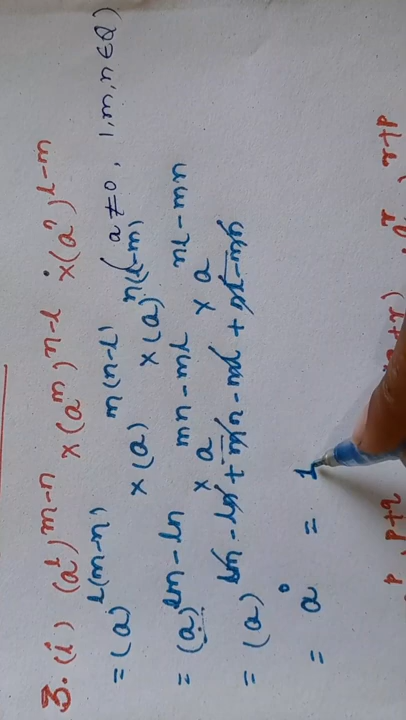 3. (i) (a^l)^m-n × (a^m)^n-l × (a^n)^l-m
(a ≠ 0, l, m, n ∈ Q)
= (a)^l(m-n) × (a)^m(n-l) × (a)^n(l-m)
= (a)^lm-ln × a^mn-ml × a^nl-mn
= (a)^lm-ln+mn-ml+nl-mn
= a^0 = 1